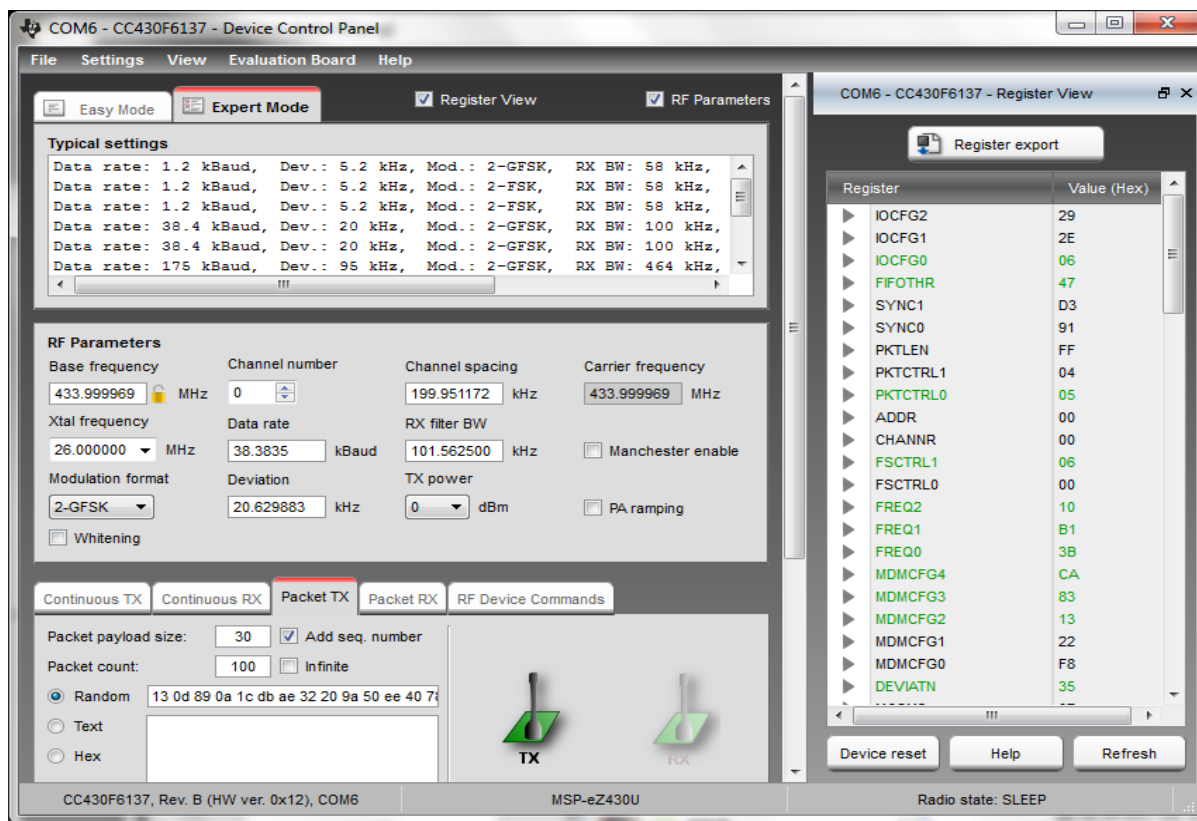 COM6 - CC430F6137 - Device Control Panel
File Settings View Evaluation Board Help
Easy Mode Expert Mode Register View RF Parameters
Typical settings
Data rate: 1.2 kBaud, Dev.: 5.2 kHz, Mod.: 2-GFSK, RX BW: 58 kHz,
Data rate: 1.2 kBaud, Dev.: 5.2 kHz, Mod.: 2-FSK, RX BW: 58 kHz,
Data rate: 1.2 kBaud, Dev.: 5.2 kHz, Mod.: 2-FSK, RX BW: 58 kHz,
Data rate: 38.4 kBaud, Dev.: 20 kHz, Mod.: 2-GFSK, RX BW: 100 kHz,
Data rate: 38.4 kBaud, Dev.: 20 kHz, Mod.: 2-GFSK, RX BW: 100 kHz,
Data rate: 175 kBaud, Dev.: 95 kHz, Mod.: 2-GFSK, RX BW: 464 kHz,
RF Parameters
Base frequency Channel number Channel spacing Carrier frequency
433.999969 MHz 0 199.951172 kHz 433.999969 MHz
Xtal frequency Data rate RX filter BW
26.000000 MHz 38.3835 kBaud 101.562500 kHz Manchester enable
Modulation format Deviation TX power
2-GFSK 20.629883 kHz 0 dBm PA ramping
Whitening
Continuous TX Continuous RX Packet TX Packet RX RF Device Commands
Packet payload size: 30 Add seq. number
Packet count: 100 Infinite
Random 13 0d 89 0a 1c db ae 32 20 9a 50 ee 40
Text
Hex
TX RX
COM6 - CC430F6137 - Register View
Register export
Register Value (Hex)
IOCFG2 29
IOCFG1 2E
IOCFG0 06
FIFOTHR 47
SYNC1 D3
SYNC0 91
PKTLEN FF
PKTCTRL1 04
PKTCTRL0 05
ADDR 00
CHANNR 00
FSCTRL1 06
FSCTRL0 00
FREQ2 10
FREQ1 B1
FREQ0 3B
MDMCFG4 CA
MDMCFG3 83
MDMCFG2 13
MDMCFG1 22
MDMCFG0 F8
DEVIATN 35
Device reset Help Refresh
CC430F6137, Rev. B (HW ver. 0x12), COM6 MSP-eZ430U Radio state: SLEEP